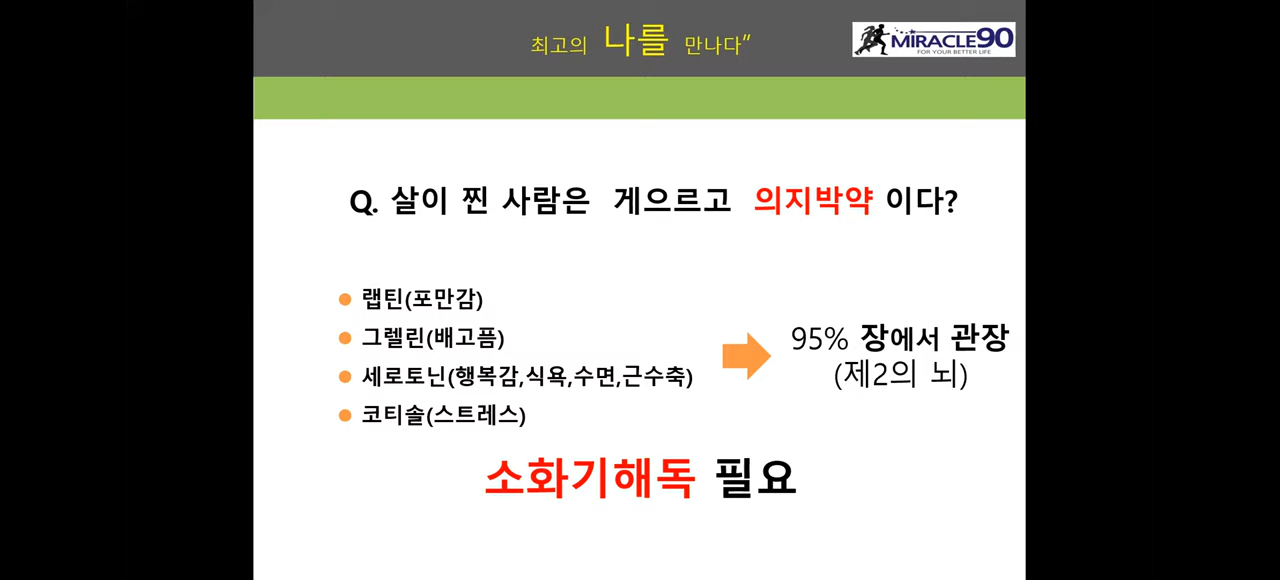 최고의 나를 만나다”
MIRACLE90
FOR YOUR BETTER LIFE
Q. 살이 찐 사람은 게으르고 의지박약 이다?
랩틴(포만감)
그렐린(배고픔)
세로토닌(행복감,식욕,수면,근수축)
코티솔(스트레스)
95% 장에서 관장
(제2의 뇌)
소화기해독 필요